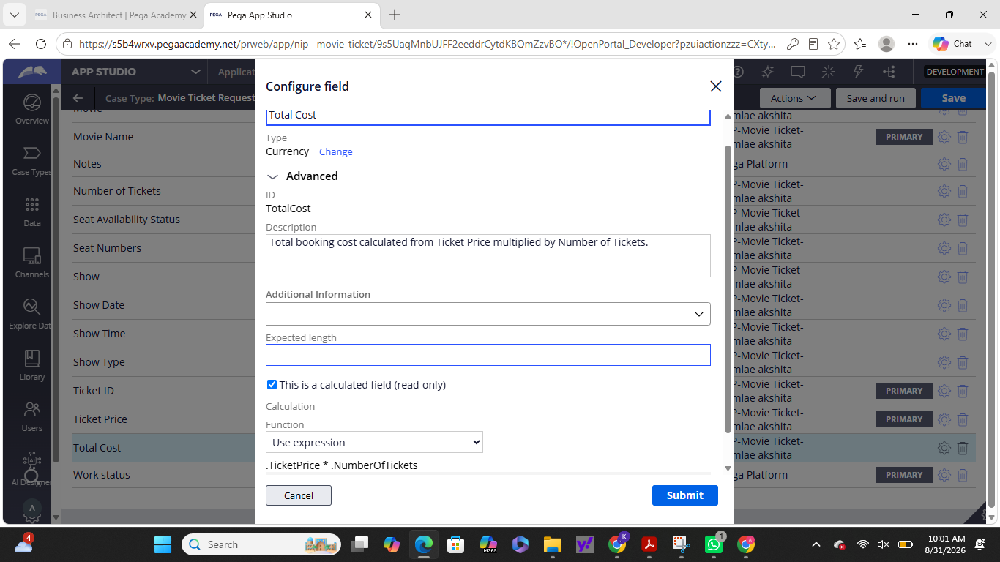 PEGA Business Architect | Pega Academy
PEGA Pega App Studio
https://s5b4wrxv.pegaacademy.net/prweb/app/nip--movie-ticket/9s5UaqMnbUJFF2eeddrCytdKBQmZzvBO*/!OpenPortal_Developer?pzuiactionzzz=CXty...
Chat
APP STUDIO
Applicat
DEVELOPMENT
Case Type: Movie Ticket Request
Actions
Save and run
Save
Overview
Case Types
Data
Channels
Explore Dat
Library
Users
AI Designer
A
Movie
Movie Name
Notes
Number of Tickets
Seat Availability Status
Seat Numbers
Show
Show Date
Show Time
Show Type
Ticket ID
Ticket Price
Total Cost
Work status
Configure field
Total Cost
Type
Currency Change
Advanced
ID
TotalCost
Description
Total booking cost calculated from Ticket Price multiplied by Number of Tickets.
Additional Information
Expected length
This is a calculated field (read-only)
Calculation
Function
Use expression
.TicketPrice * .NumberOfTickets
Cancel
Submit
mlae akshita
P-Movie Ticket-
mlae akshita
PRIMARY
ga Platform
P-Movie Ticket-
mlae akshita
P-Movie Ticket-
mlae akshita
P-Movie Ticket-
mlae akshita
P-Movie Ticket-
mlae akshita
P-Movie Ticket-
mlae akshita
P-Movie Ticket-
mlae akshita
P-Movie Ticket-
mlae akshita
P-Movie Ticket-
mlae akshita
PRIMARY
P-Movie Ticket-
mlae akshita
PRIMARY
P-Movie Ticket-
mlae akshita
ga Platform
PRIMARY
4
Search
M365
K
1
A
10:01 AM
8/31/2026